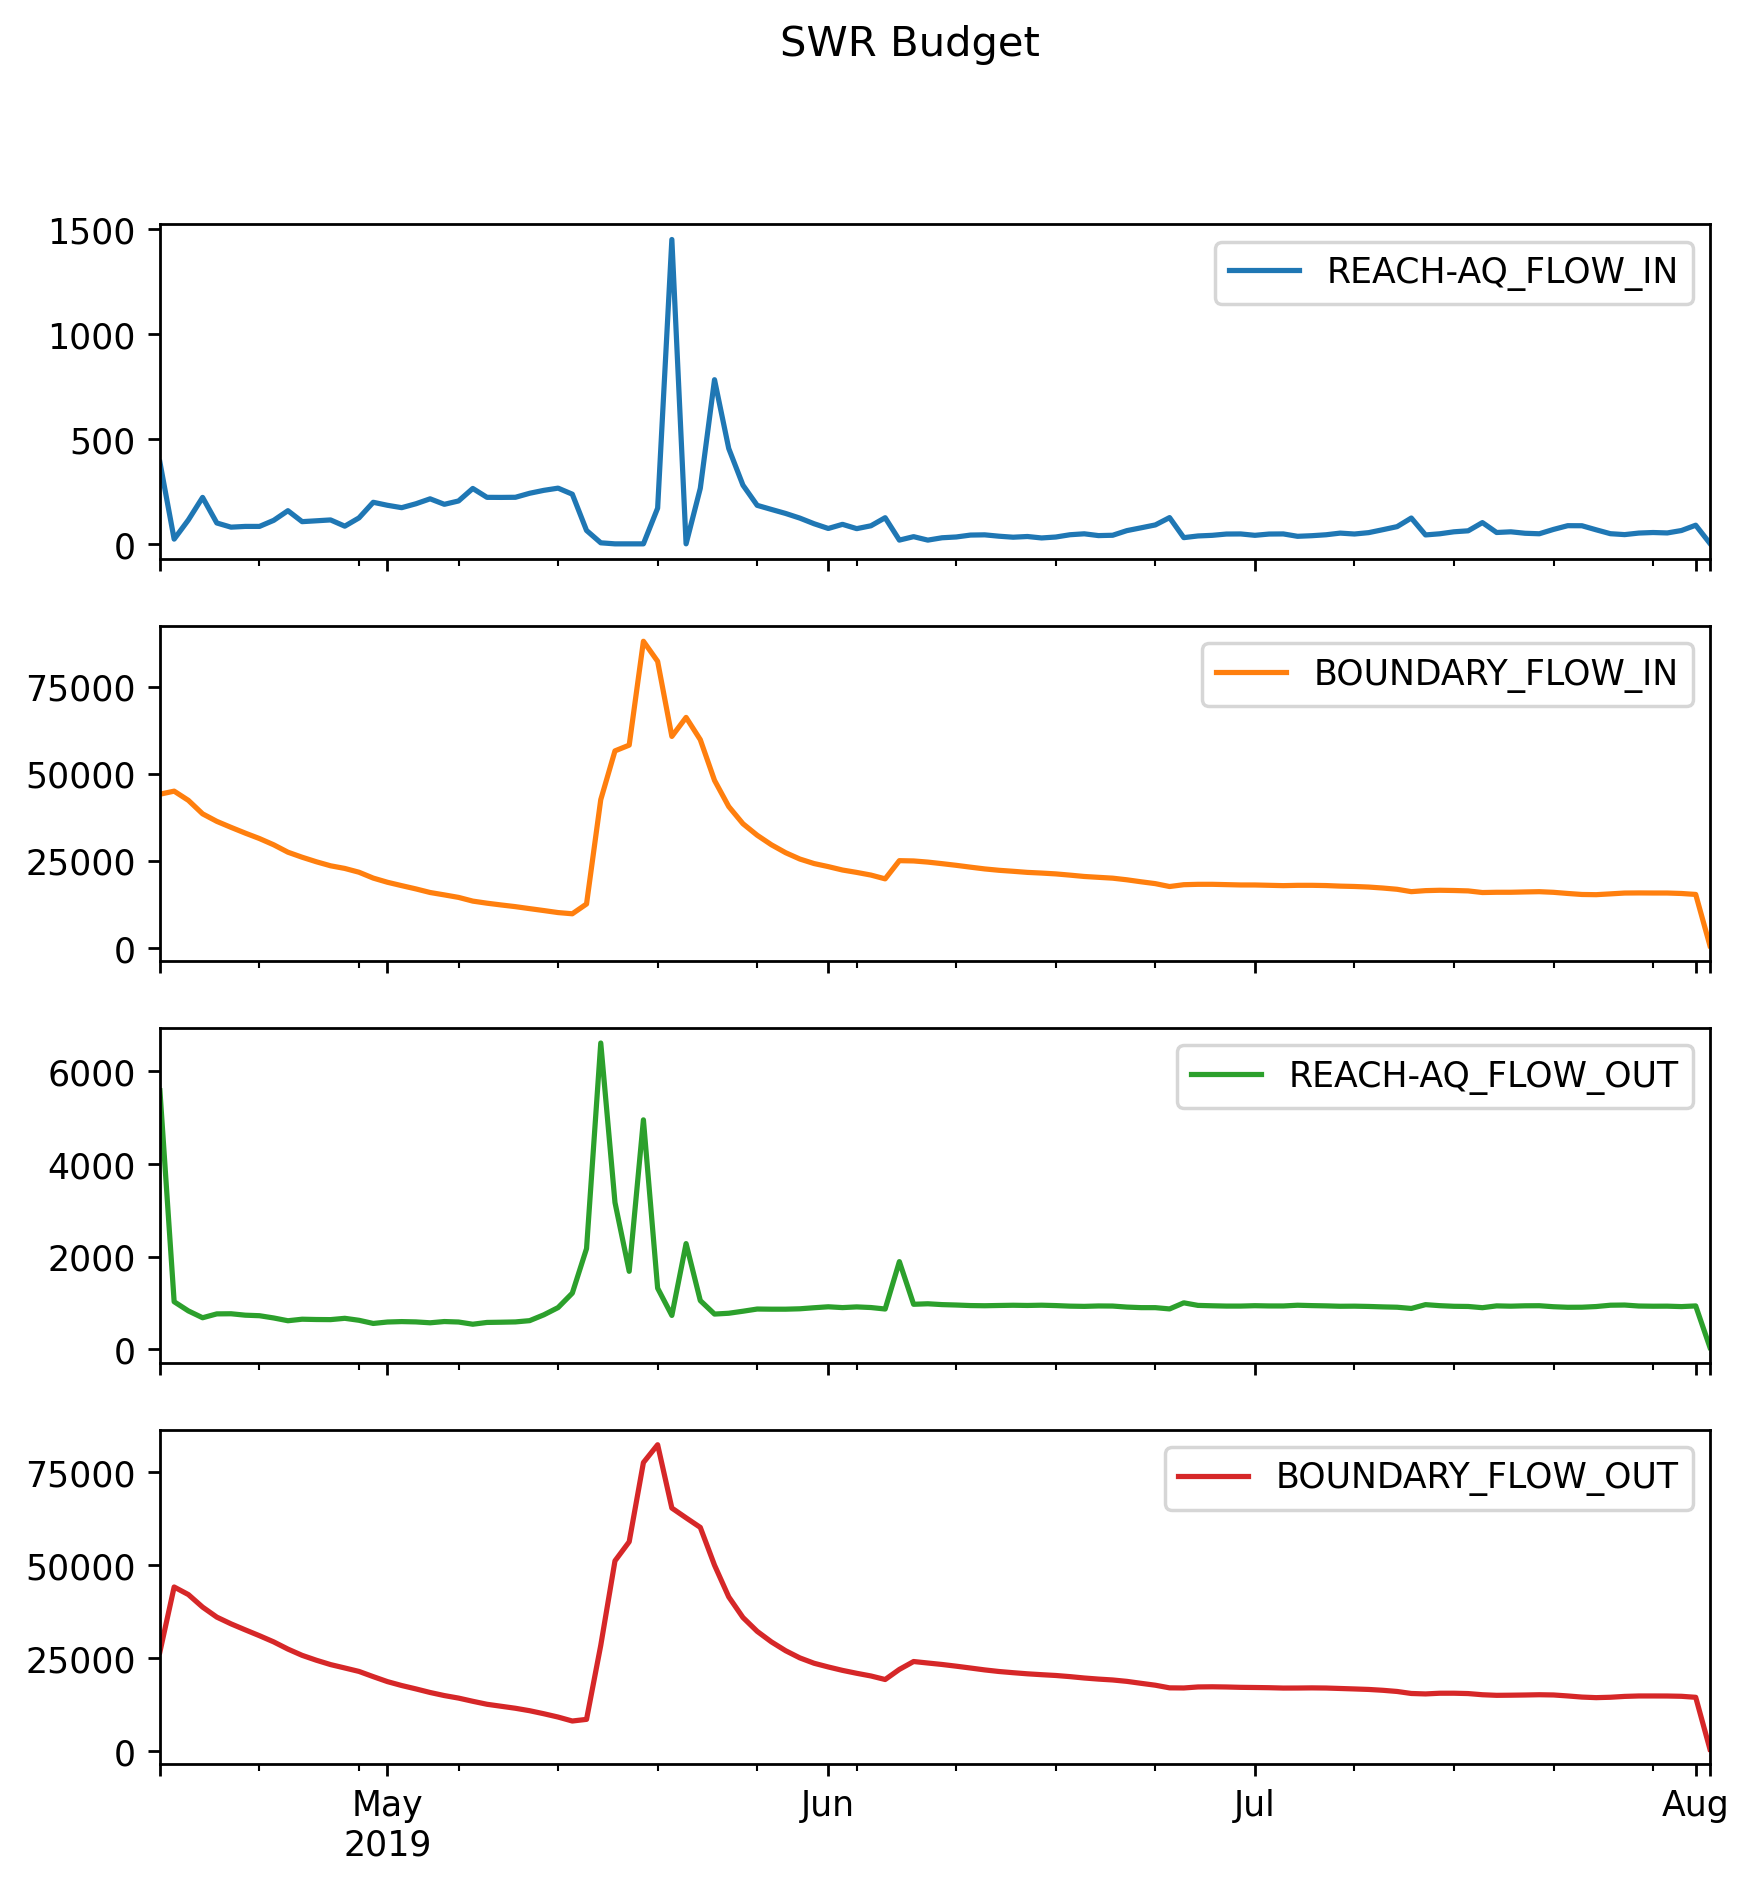 SWR Budget
1500
1000
500
0
REACH-AQ_FLOW_IN
75000
50000
25000
0
BOUNDARY_FLOW_IN
6000
4000
2000
0
REACH-AQ_FLOW_OUT
75000
50000
25000
0
BOUNDARY_FLOW_OUT
May Jun Jul Aug
2019